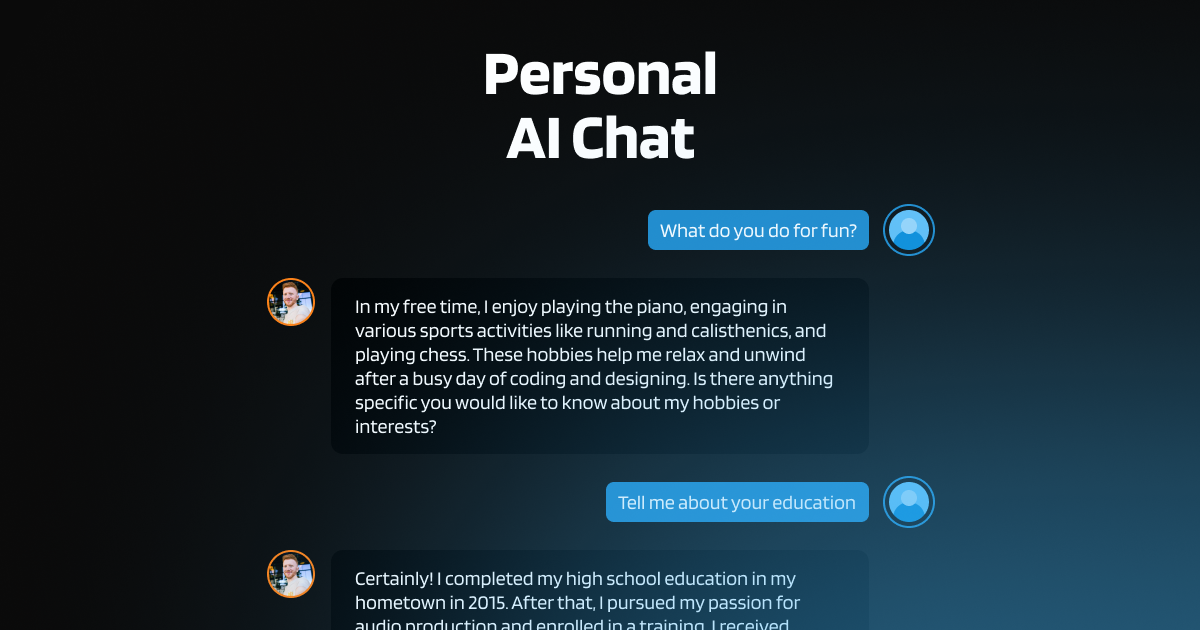 Personal
AI Chat
What do you do for fun?
In my free time, I enjoy playing the piano, engaging in
various sports activities like running and calisthenics, and
playing chess. These hobbies help me relax and unwind
after a busy day of coding and designing. Is there anything
specific you would like to know about my hobbies or
interests?
Tell me about your education
Certainly! I completed my high school education in my
hometown in 2015. After that, I pursued my passion for
audio production and enrolled in a training. I received